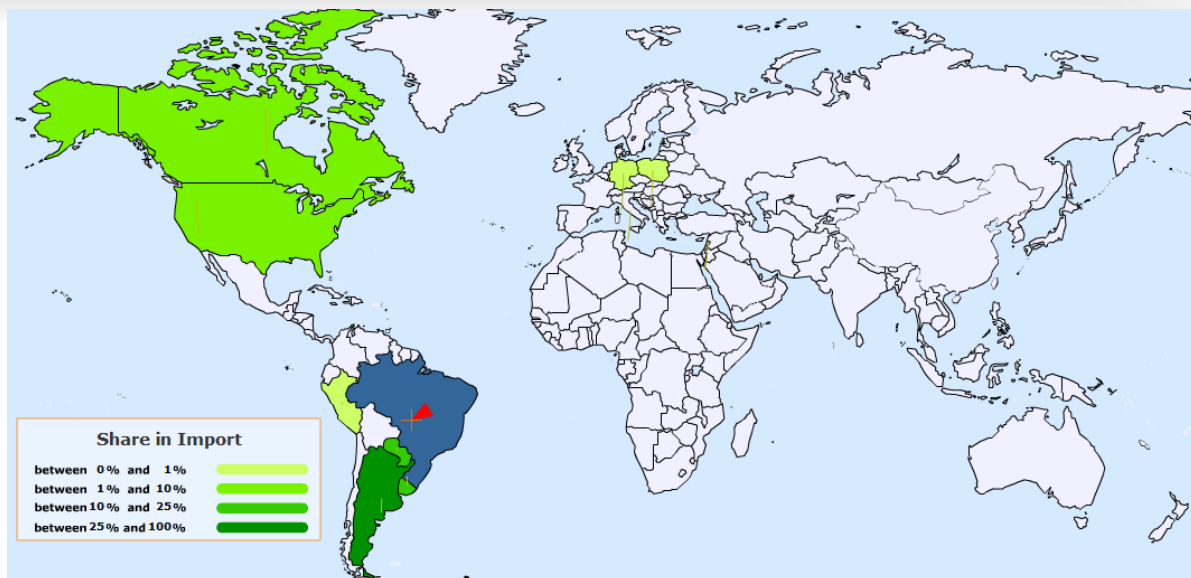 Share in Import
between 0% and 1%
between 1% and 10%
between 10% and 25%
between 25% and 100%